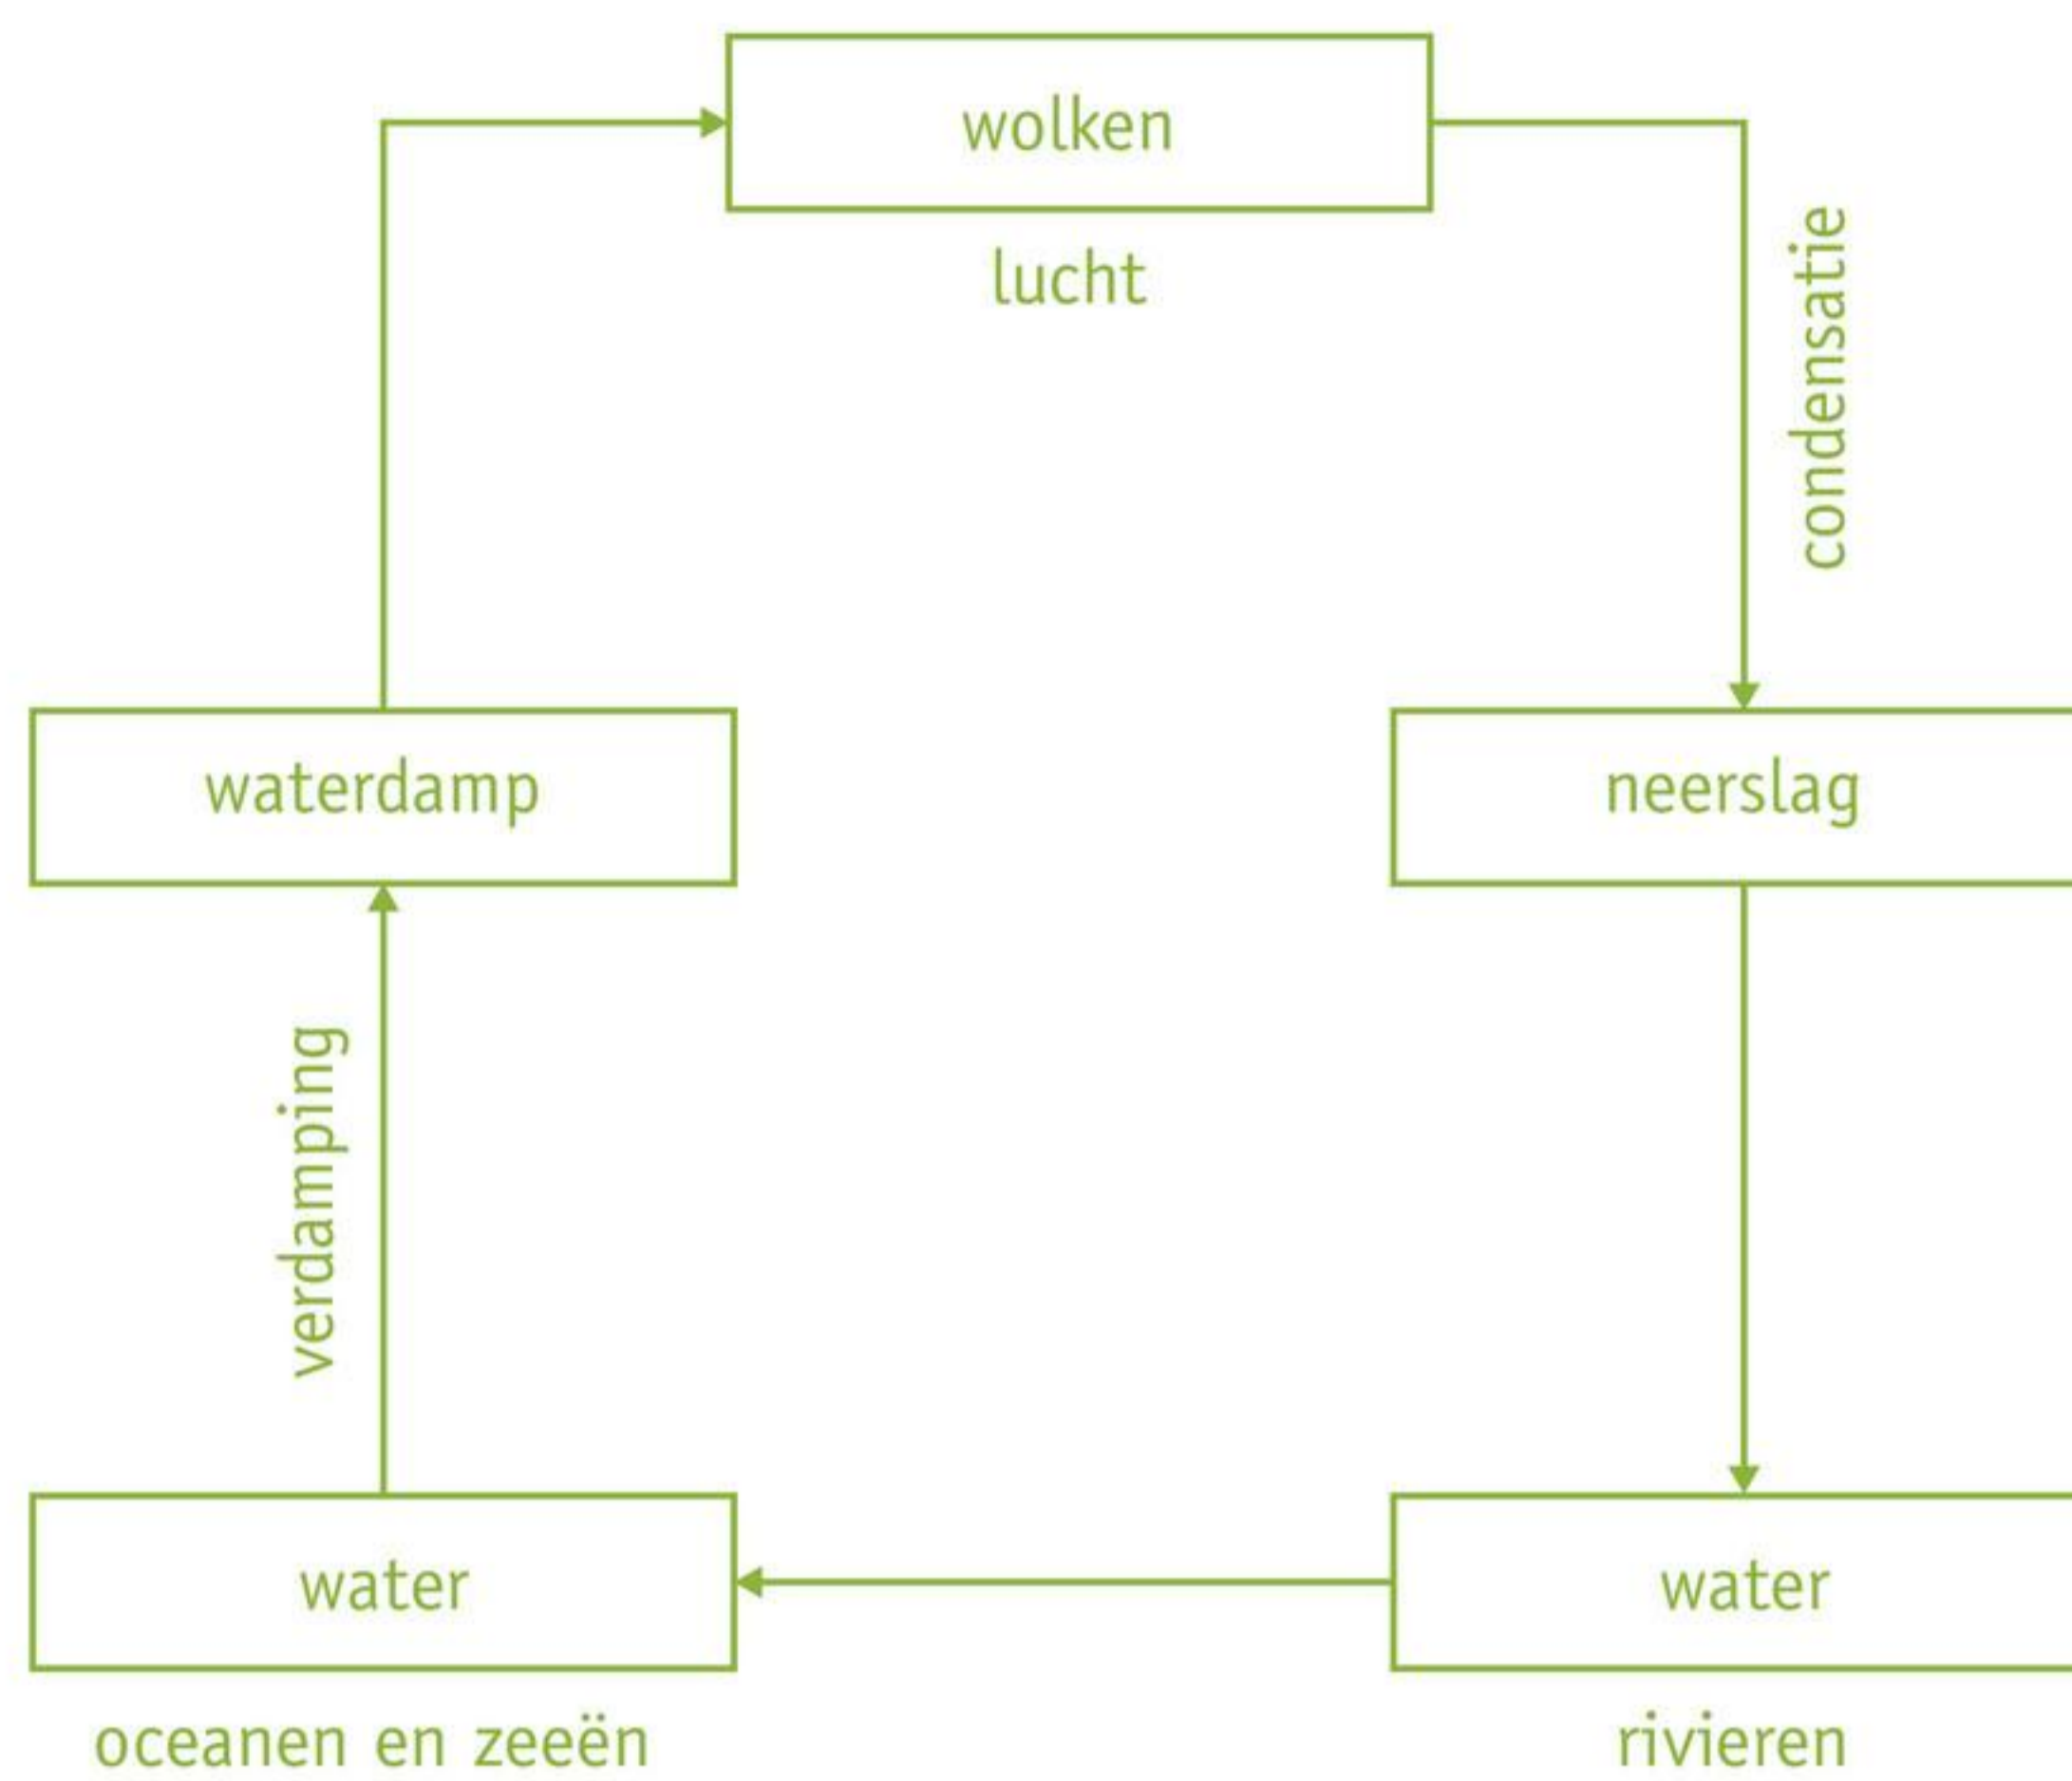 wolken
lucht
condensatie
waterdamp
neerslag
verdamping
water
water
oceanen en zeeën
rivieren